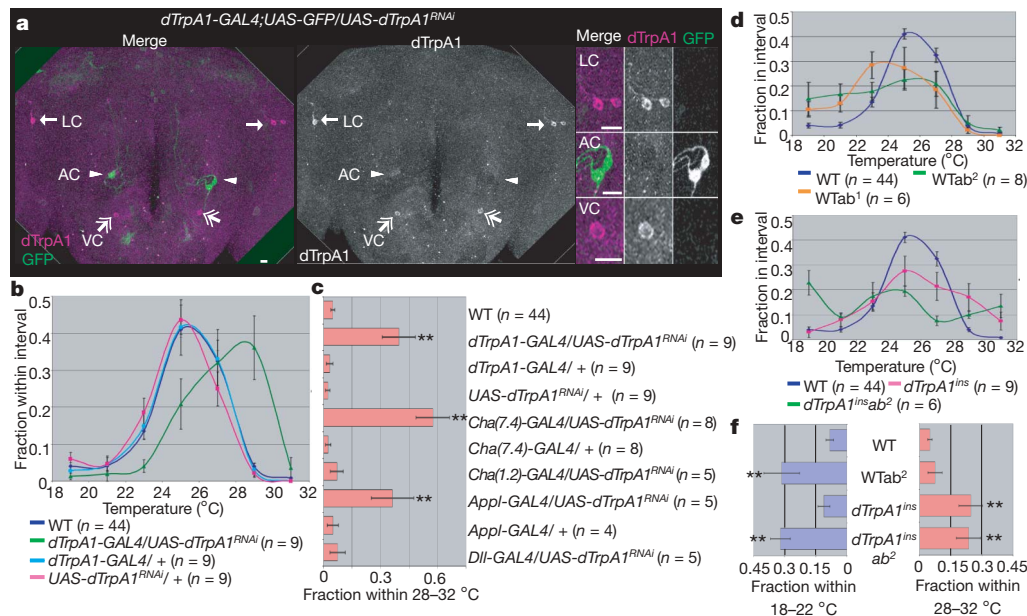 a
dTrpA1-GAL4;UAS-GFP/UAS-dTrpA1RNAi
Merge
dTrpA1
Merge dTrpA1 GFP
LC
AC
VC
dTrpA1
GFP
LC
AC
VC
dTrpA1
LC
AC
VC
b
Fraction within interval
0.5
0.4
0.3
0.2
0.1
0
18 20 22 24 26 28 30 32
Temperature (oC)
WT (n = 44)
dTrpA1-GAL4/UAS-dTrpA1RNAi (n = 9)
dTrpA1-GAL4/ + (n = 9)
UAS-dTrpA1RNAi/ + (n = 9)
c
WT (n = 44)
** dTrpA1-GAL4/UAS-dTrpA1RNAi (n = 9)
dTrpA1-GAL4/ + (n = 9)
UAS-dTrpA1RNAi/ + (n = 9)
** Cha(7.4)-GAL4/UAS-dTrpA1RNAi (n = 8)
Cha(7.4)-GAL4/ + (n = 8)
Cha(1.2)-GAL4/UAS-dTrpA1RNAi (n = 5)
** Appl-GAL4/UAS-dTrpA1RNAi (n = 5)
Appl-GAL4/ + (n = 4)
Dll-GAL4/UAS-dTrpA1RNAi (n = 5)
0 0.3 0.6 0.75
Fraction within 28–32 oC
d
Fraction in interval
0.5
0.4
0.3
0.2
0.1
0
18 20 22 24 26 28 30 32
Temperature (oC)
WT (n = 44) WTab2 (n = 8)
WTab1 (n = 6)
e
Fraction in interval
0.5
0.4
0.3
0.2
0.1
0
18 20 22 24 26 28 30 32
Temperature (oC)
WT (n = 44) dTrpA1ins (n = 9)
dTrpA1insab2 (n = 6)
f
WT
** WTab2
dTrpA1ins **
** dTrpA1ins ab2 **
0.45 0.3 0.15 0
Fraction within 18–22 oC
0 0.15 0.3 0.45
Fraction within 28–32 oC